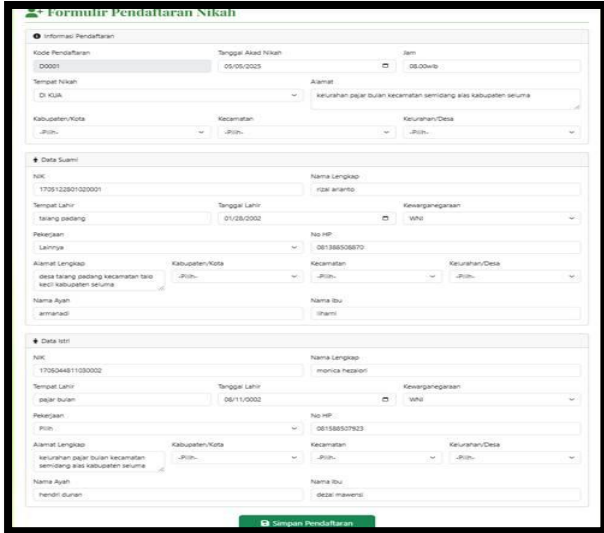 Formulir Pendaftaran Nikah
Informasi Pendaftaran
Kode Pendaftaran Tanggal Akad Nikah Jam
D0001 05/05/2025 08.00wib
Tempat Nikah Alamat
Di KUA kelurahan pajar bulan kecamatan semidang alas kabupaten seluma
Kabupaten/Kota Kecamatan Kelurahan/Desa
-Pilih- -Pilih- -Pilih-
Data Suami
NIK Nama Lengkap
1705122801020001 rizal arianto
Tempat Lahir Tanggal Lahir Kewarganegaraan
talang padang 01/28/2002 WNI
Pekerjaan No HP
Lainnya 081388508870
Alamat Lengkap Kabupaten/Kota Kecamatan Kelurahan/Desa
desa talang padang kecamatan talo -Pilih- -Pilih- -Pilih-
kecil kabupaten seluma
Nama Ayah Nama Ibu
armanadi liharni
Data Istri
NIK Nama Lengkap
1705044811030002 monica hezalori
Tempat Lahir Tanggal Lahir Kewarganegaraan
pajar bulan 08/11/0002 WNI
Pekerjaan No HP
Pilih 081588507923
Alamat Lengkap Kabupaten/Kota Kecamatan Kelurahan/Desa
kelurahan pajar bulan kecamatan -Pilih- -Pilih- -Pilih-
semidang alas kabupaten seluma
Nama Ayah Nama Ibu
hendri dunan dezal mawensi
Simpan Pendaftaran